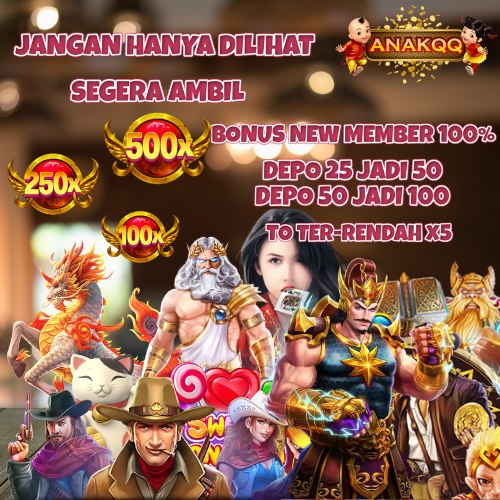 JANGAN HANYA DILIHAT
ANAKQQ
SEGERA AMBIL
500x
BONUS NEW MEMBER 100%
250x
DEPO 25 JADI 50
DEPO 50 JADI 100
100x
TO TER-RENDAH X5